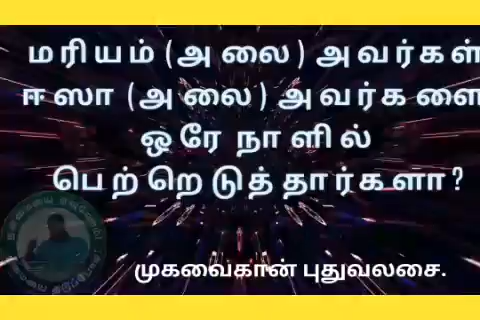 மரியம் (அலை) அவர்கள்
ஈஸா (அலை) அவர்களை
ஒரே நாளில்
பெற்றெடுத்தார்களா?
முகவைகான் புதுவலசை.